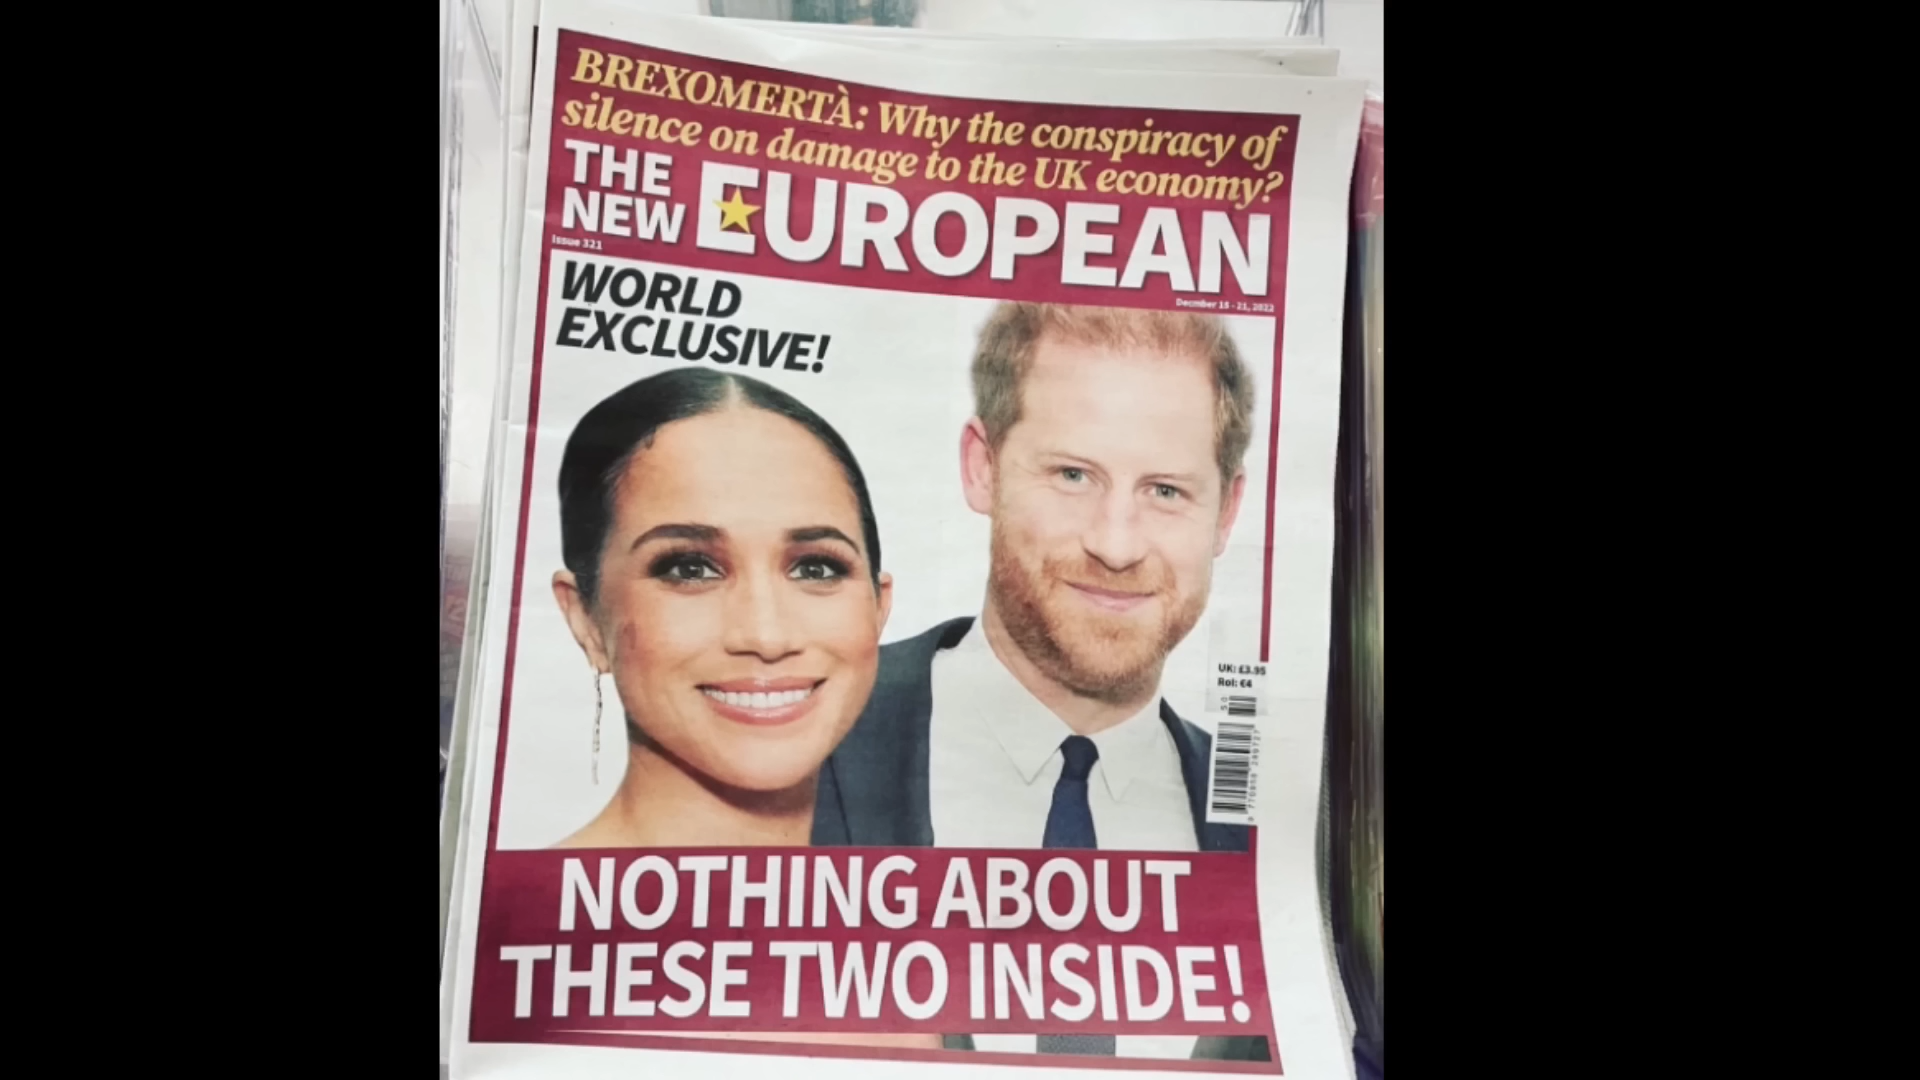 BREXOMERTÀ: Why the conspiracy of
silence on damage to the UK economy?
THE
NEW
EUROPEAN
Issue 321
December 15 - 21, 2022
WORLD
EXCLUSIVE!
UK: £3.95
RoI: €4
NOTHING ABOUT
THESE TWO INSIDE!